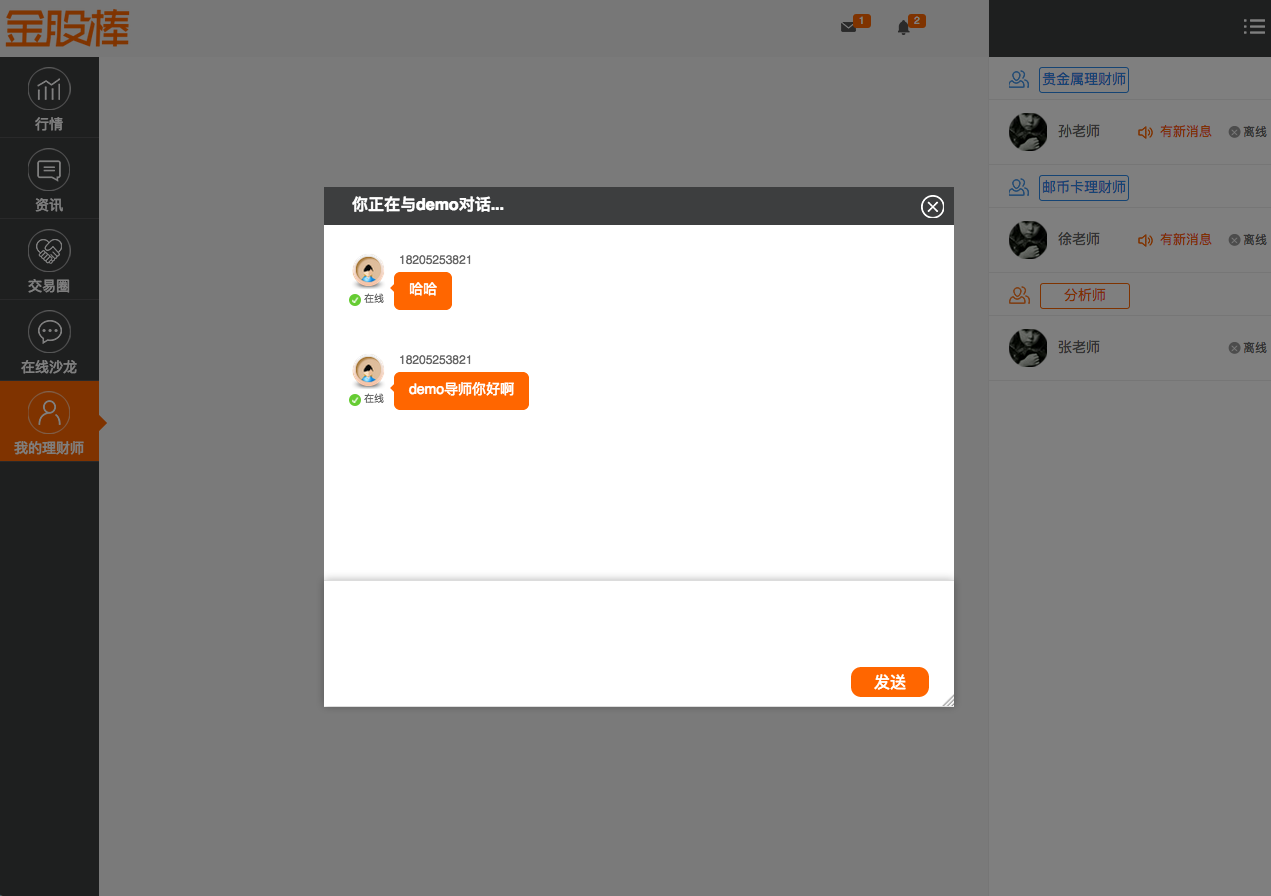 金股棒
1
2
行情
资讯
交易圈
在线沙龙
我的理财师
你正在与demo对话...
18205253821
在线
哈哈
18205253821
在线
demo导师你好啊
发送
贵金属理财师
孙老师 有新消息 离线
邮币卡理财师
徐老师 有新消息 离线
分析师
张老师 离线